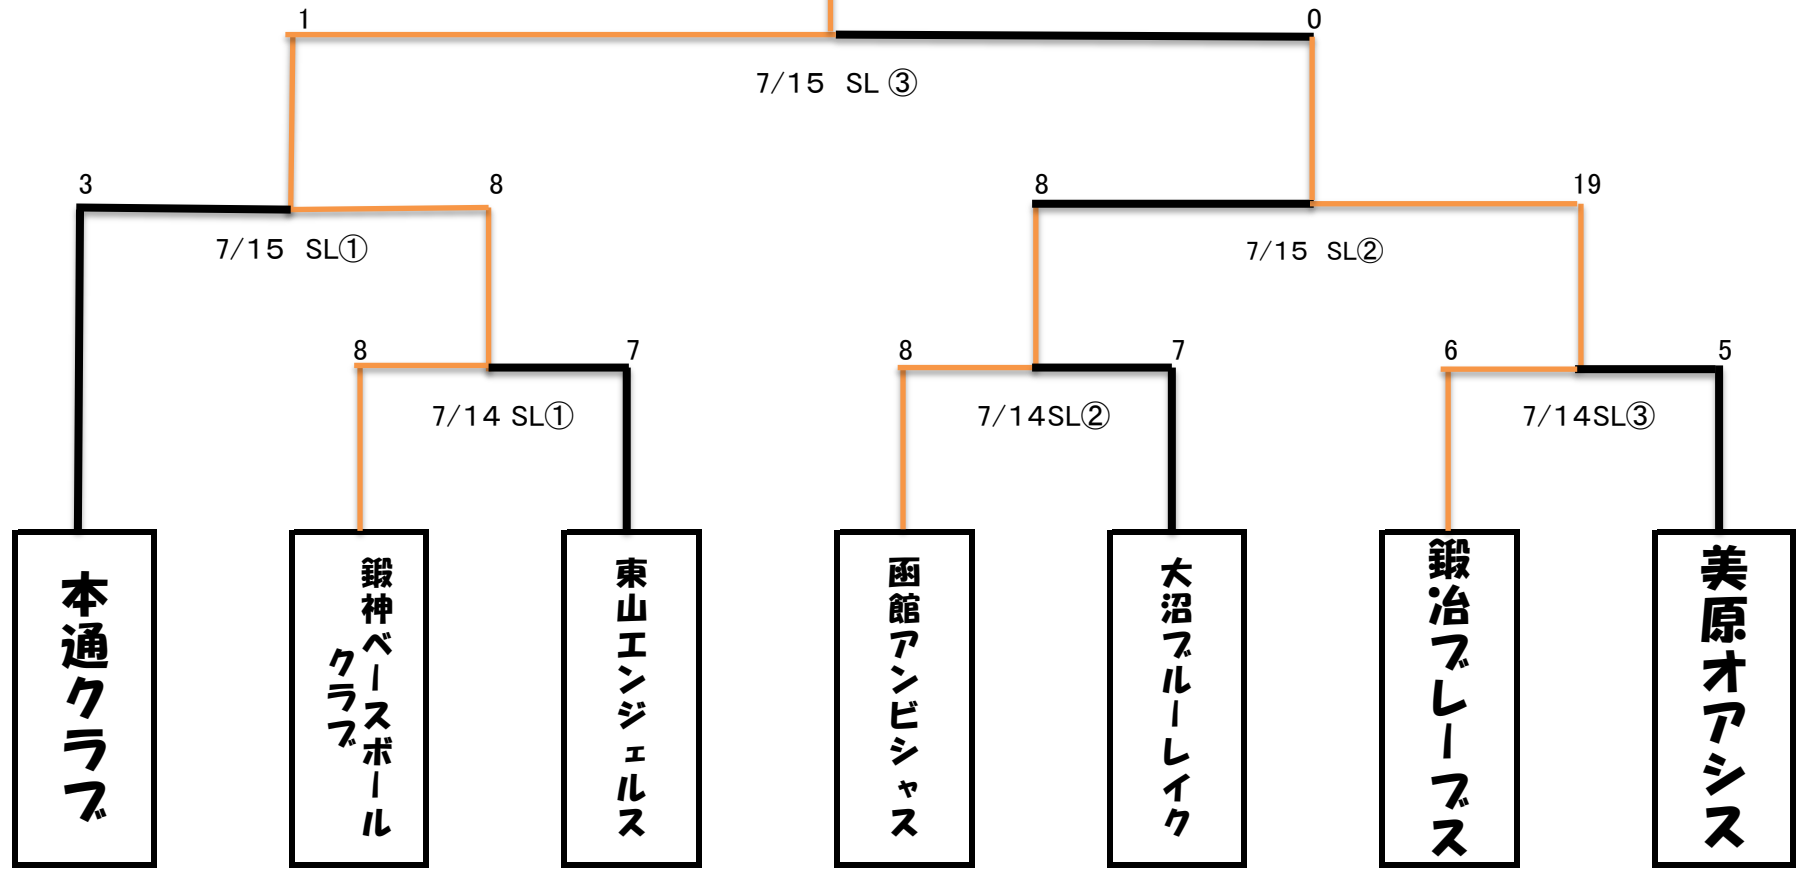 1
0
7/15 SL③
3
8
8
19
7/15 SL①
7/15 SL②
8
7
8
7
6
5
7/14 SL①
7/14SL②
7/14SL③
本通クラブ
鍛神ベースボール
クラブ
東山エンジェルス
函館アンビシャス
大沼ブルーレイク
鍛冶ブレーブス
美原オアシス